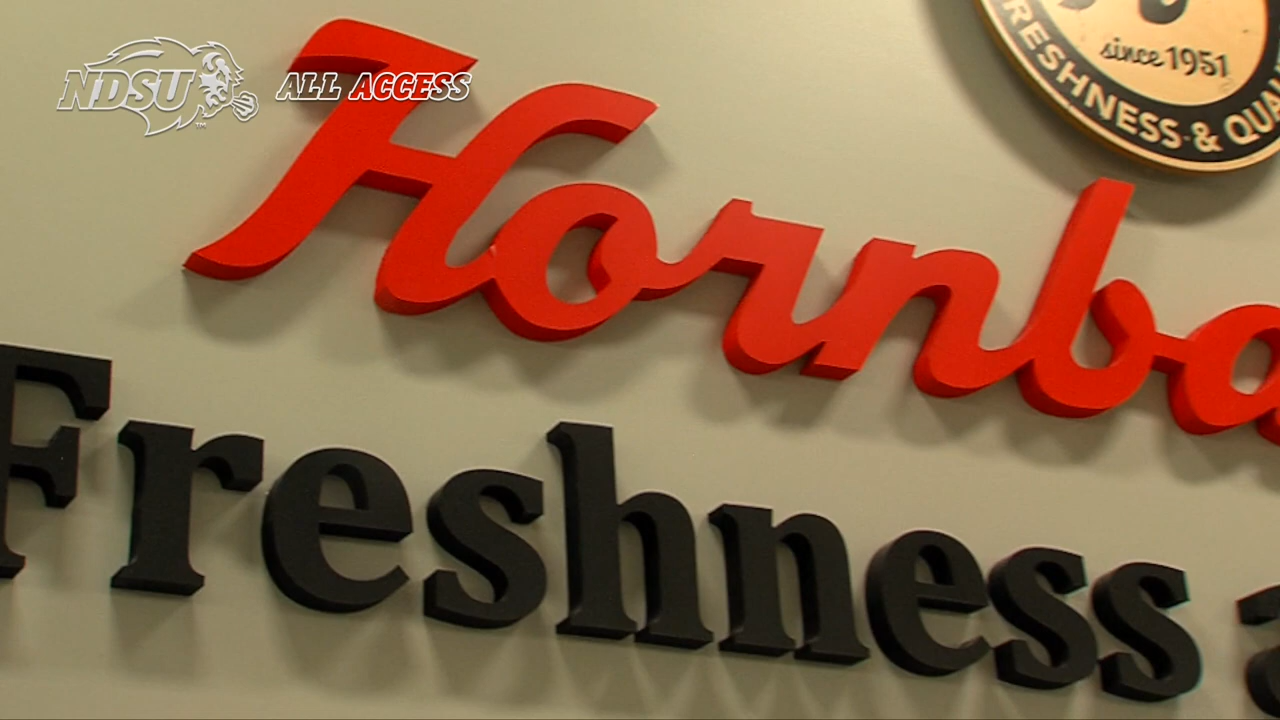 NDSU ALL ACCESS
since 1951
FRESHNESS & QUA
Hornba
Freshness a